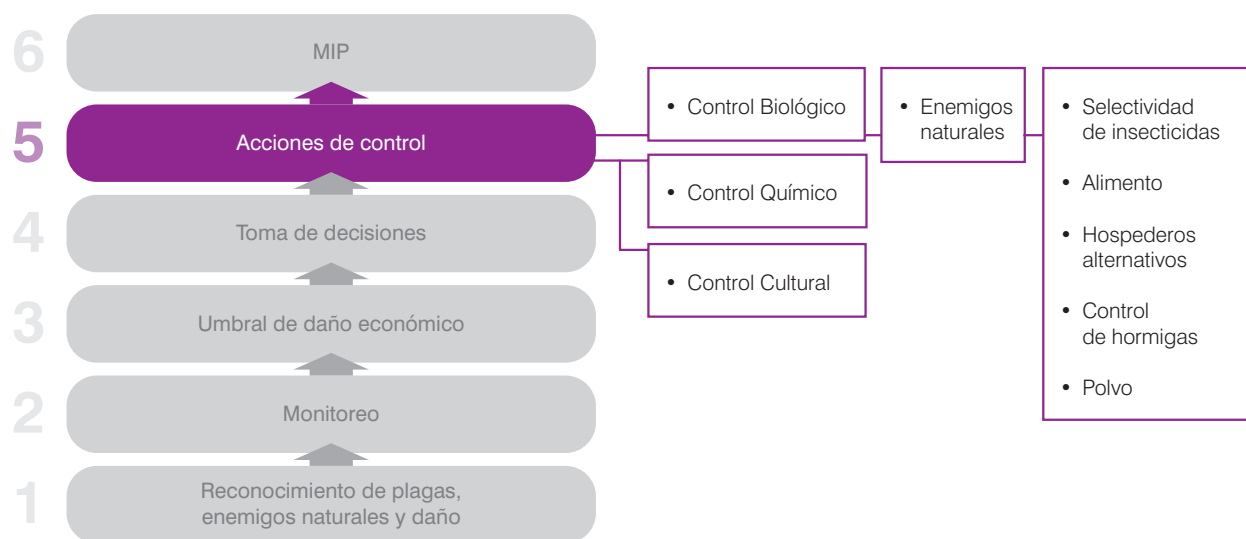 6
MIP
5
Acciones de control
4
Toma de decisiones
3
Umbral de daño económico
2
Monitoreo
1
Reconocimiento de plagas,
enemigos naturales y daño
• Control Biológico
• Control Químico
• Control Cultural
• Enemigos
naturales
• Selectividad
de insecticidas
• Alimento
• Hospederos
alternativos
• Control
de hormigas
• Polvo